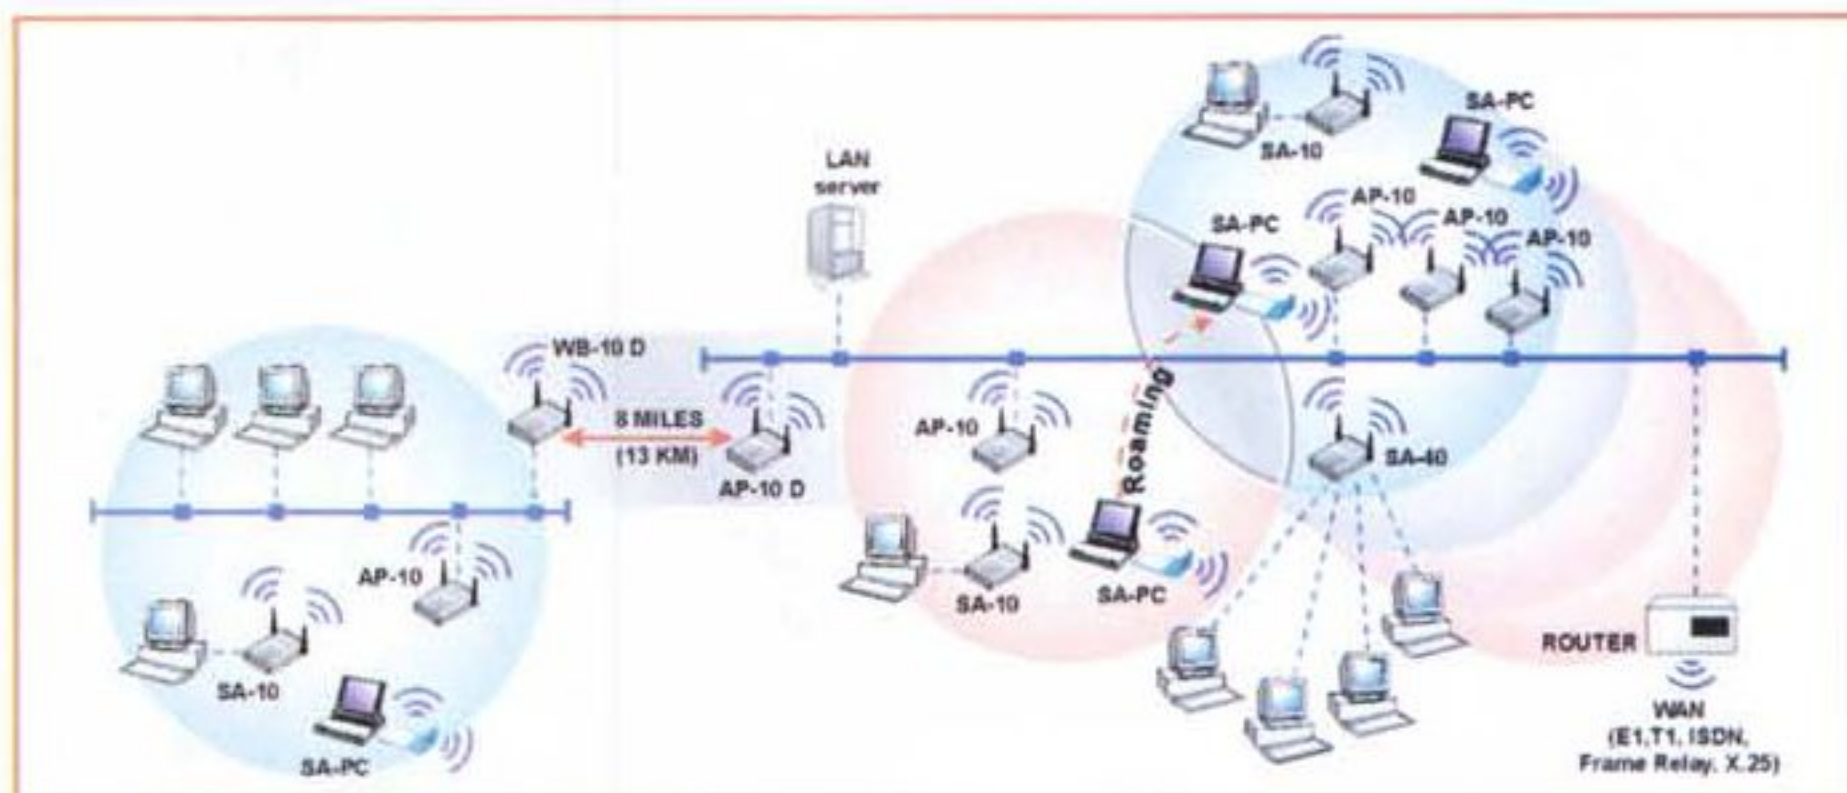 SA-PC
SA-10
LAN
server
AP-10
SA-PC
AP-10
AP-10
WB-10 D
8 MILES
(13 KM)
AP-10 D
AP-10
Roaming
SA-40
AP-10
SA-10
SA-PC
SA-10
SA-PC
ROUTER
WAN
(E1,T1, ISDN,
Frame Relay, X.25)